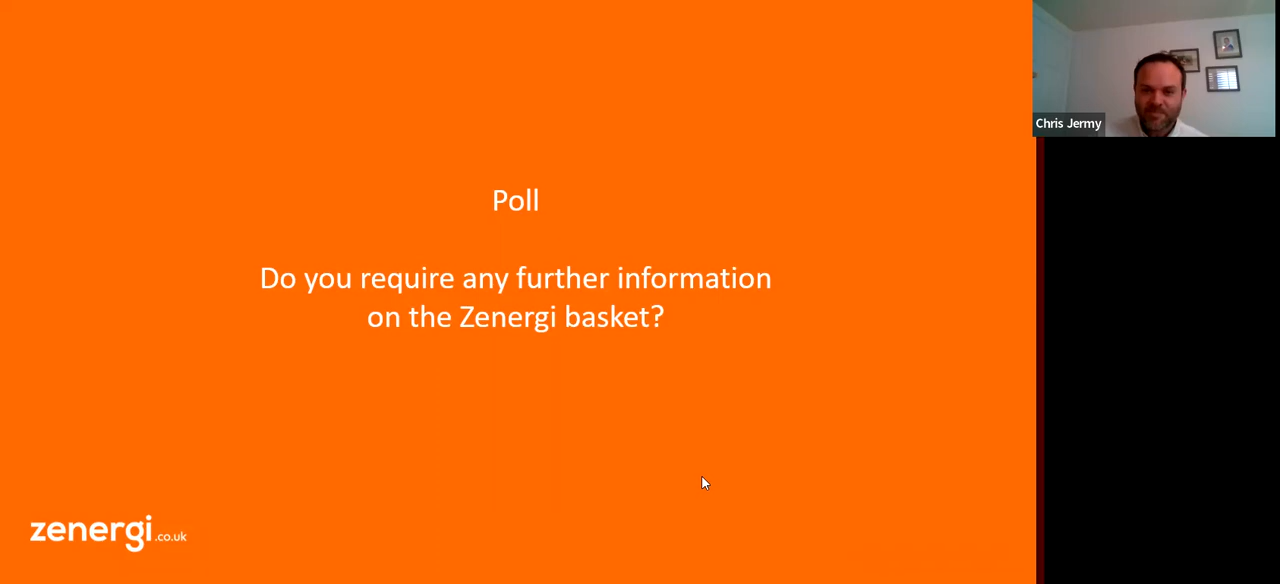 Poll
Do you require any further information
on the Zenergi basket?
zenergi.co.uk
Chris Jermy